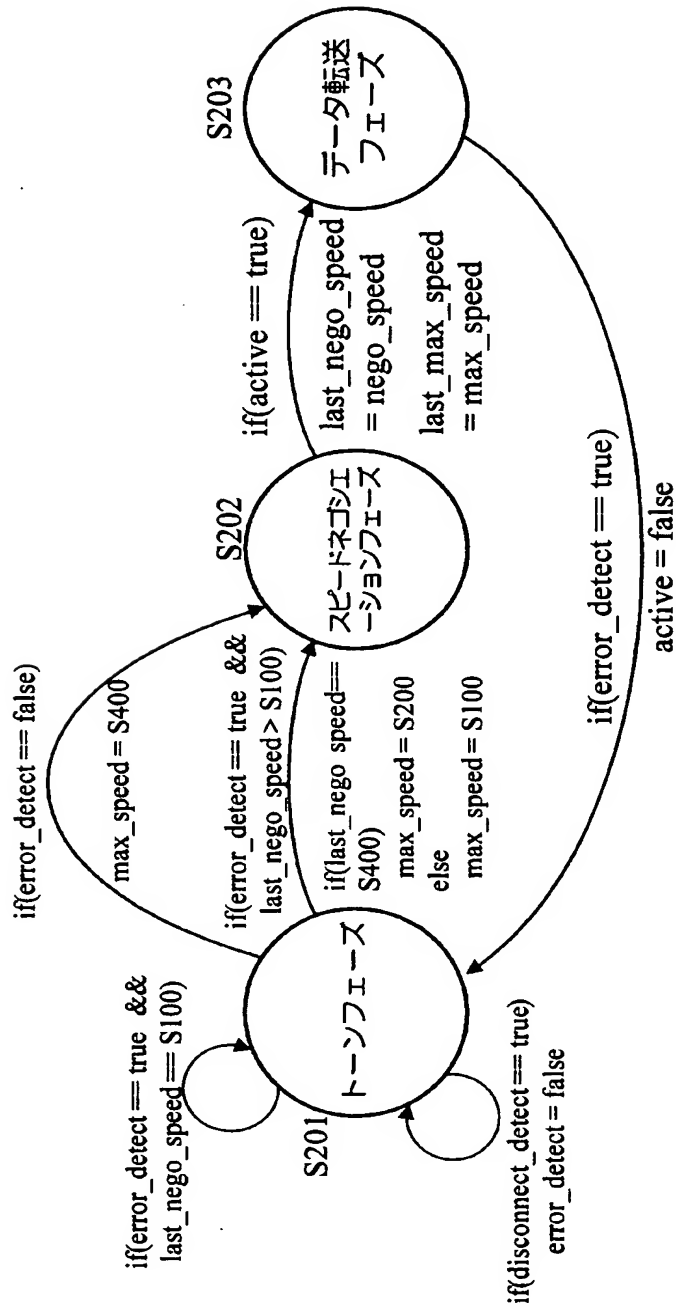 if(error_detect == true &&
last_nego_speed == S100)
S201
トーンフェーズ
if(disconnect_detect == true)
error_detect = false
if(error_detect == false)
max_speed = S400
if(error_detect == true &&
last_nego_speed > S100)
if(last_nego speed ==
S400)
max_speed = S200
else
max_speed = S100
S202
スピードネゴシエ
ーションフェーズ
if(active == true)
last_nego_speed
= nego_speed
last_max_speed
= max_speed
S203
データ転送
フェーズ
if(error_detect == true)
active = false